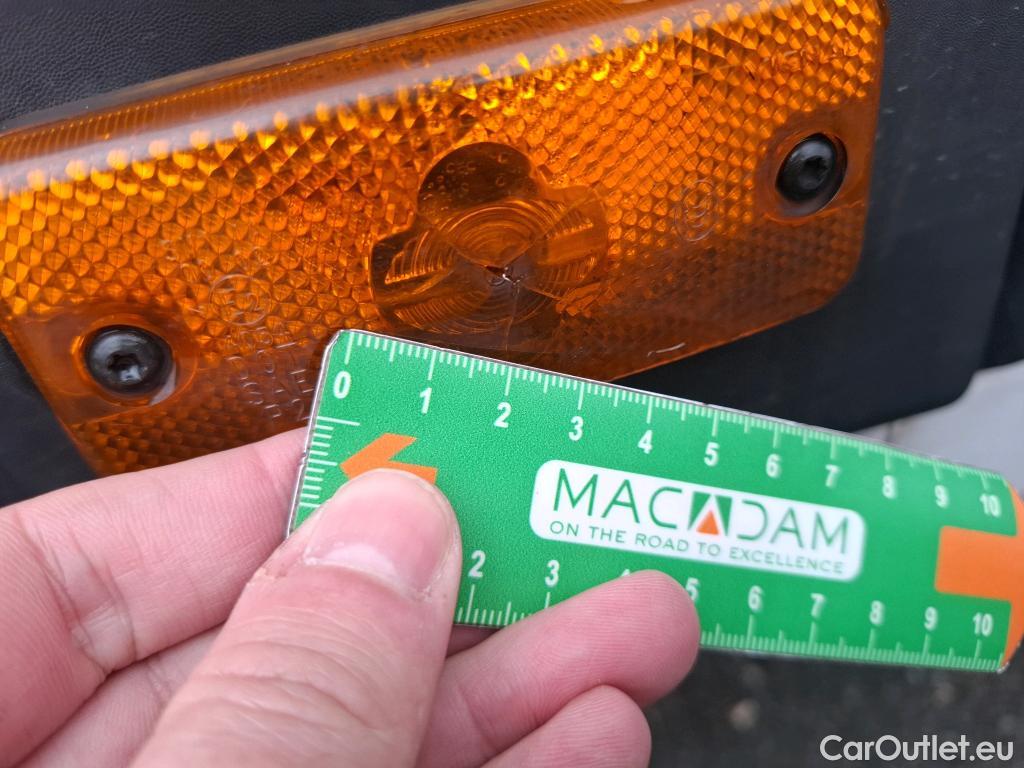 0 1 2 3 4 5 6 7 8 9 10
MACADAM
ON THE ROAD TO EXCELLENCE
2 3 4 5 6 7 8 9 10
CarOutlet.eu